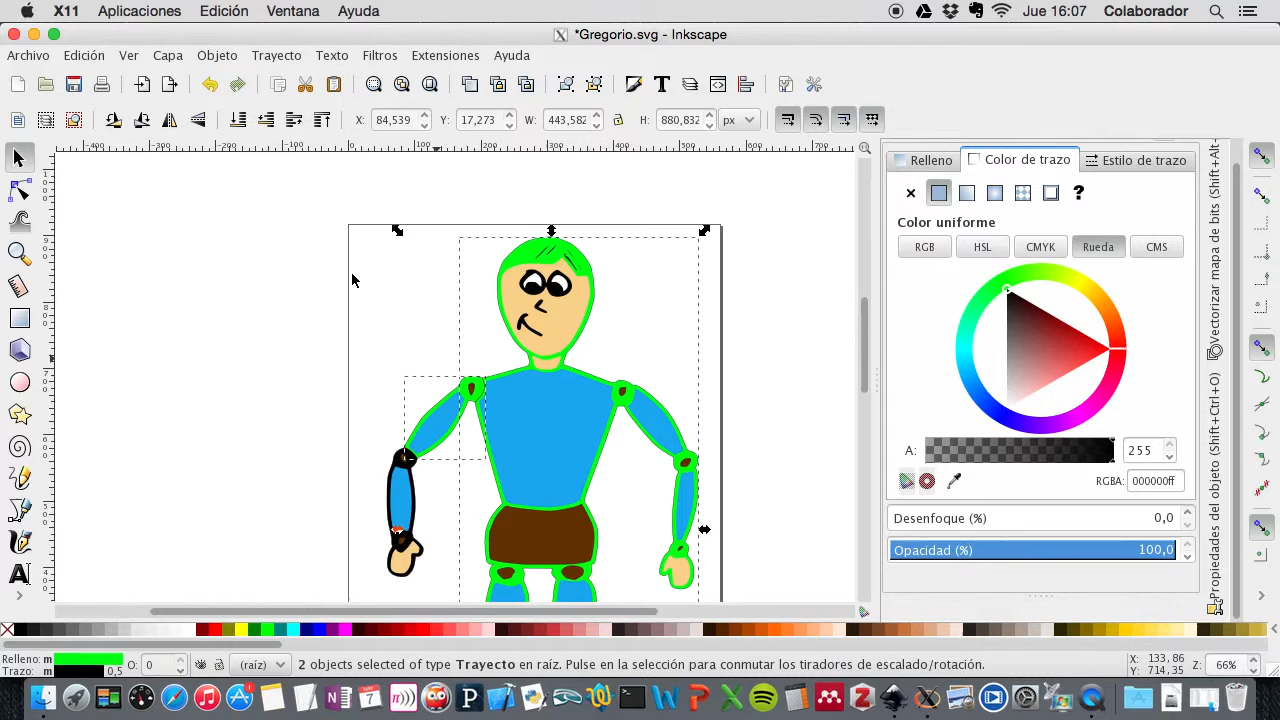 X11 Aplicaciones Edición Ventana Ayuda Jue 16:07 Colaborador
*Gregorio.svg - Inkscape
Archivo Edición Ver Capa Objeto Trayecto Texto Filtros Extensiones Ayuda
X: 84,539 Y: 17,273 W: 443,582 H: 880,832 px
Relleno Color de trazo Estilo de trazo
Color uniforme
RGB HSL CMYK Rueda CMS
A: 255
RGBA: 000000ff
Desenfoque (%) 0,0
Opacidad (%) 100,0
Vectorizar mapa de bits (Shift+Alt-
Propiedades del objeto (Shift+Ctrl+O)
Relleno: m O: 0 (raíz) 2 objects selected of type Trayecto en raíz. Pulse en la selección para conmutar los tiradores de escalado/rotación. X: 133,86 Z: 66%
Trazo: m 0,5 Y: 714,35